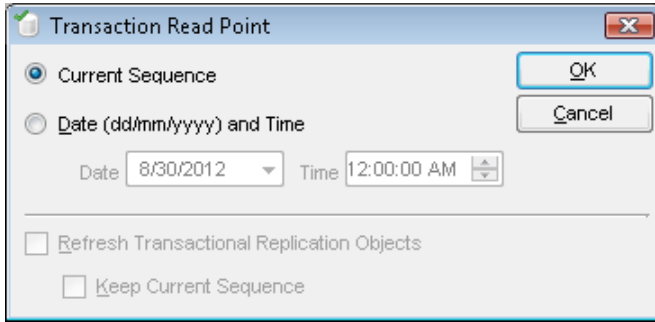 Transaction Read Point
Current Sequence
OK
Date (dd/mm/yyyy) and Time
Cancel
Date 8/30/2012 Time 12:00:00 AM
Refresh Transactional Replication Objects
Keep Current Sequence